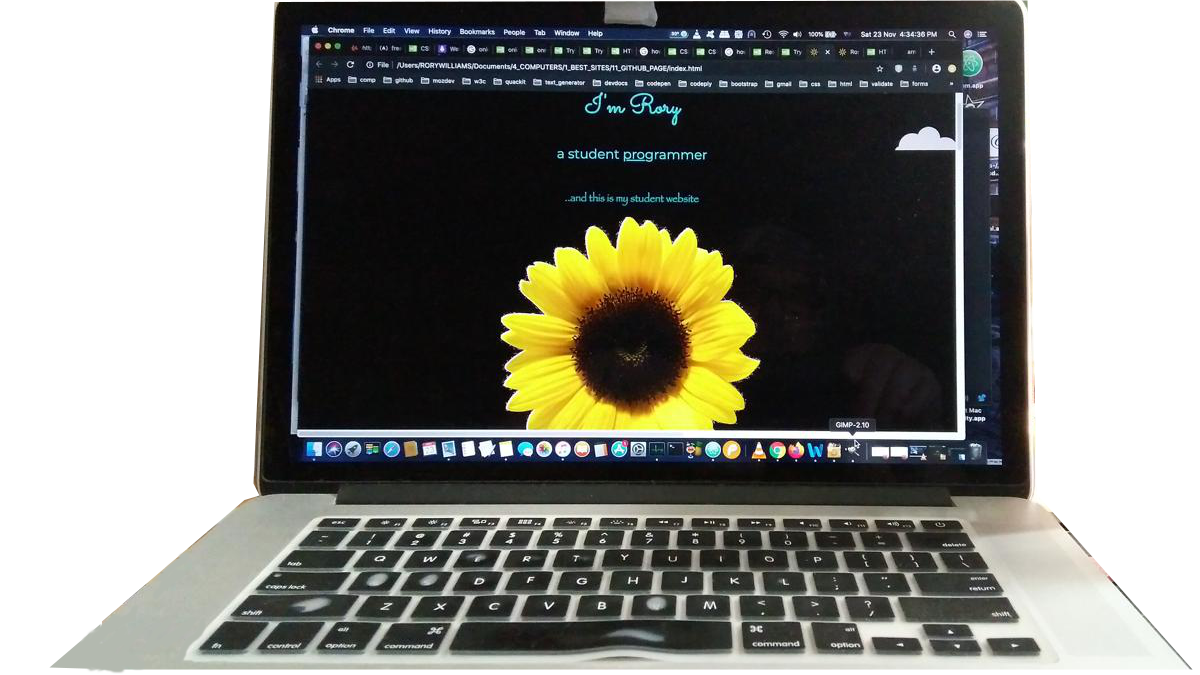 Chrome File Edit View History Bookmarks People Tab Window Help 100% Sat 23 Nov 4:34:36 PM
File /Users/RORYWILLIAMS/Documents/4_COMPUTERS/1_BEST_SITES/11_GITHUB_PAGE/index.html
Apps comp github mozdev w3c quackit text_generator devdocs codepen codeply bootstrap gmail css html validate forms »
I'm Rory
a student programmer
..and this is my student website
GIMP-2.10
esc
delete
tab Q W T Y U I O P
caps lock D F G H J K L enter
return
shift Z X C V B M shift
fn control alt option command command alt option